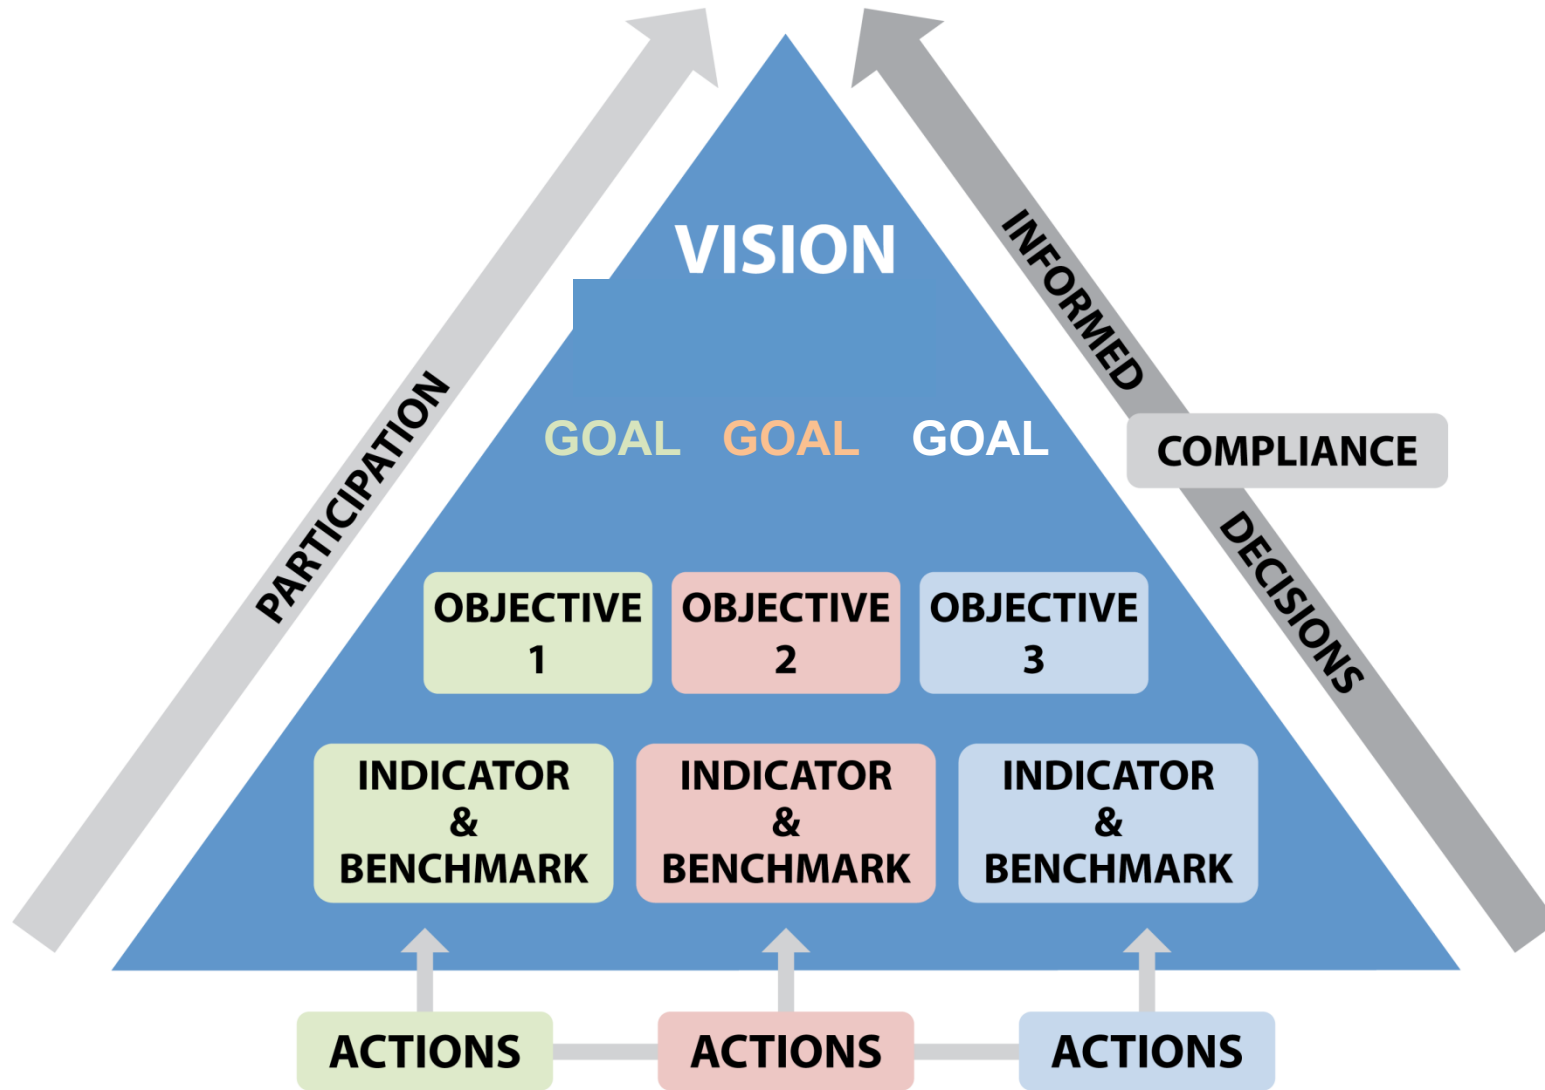 VISION
PARTICIPATION
INFORMED
COMPLIANCE
DECISIONS
GOAL GOAL GOAL
OBJECTIVE
1
OBJECTIVE
2
OBJECTIVE
3
INDICATOR
&
BENCHMARK
INDICATOR
&
BENCHMARK
INDICATOR
&
BENCHMARK
ACTIONS
ACTIONS
ACTIONS